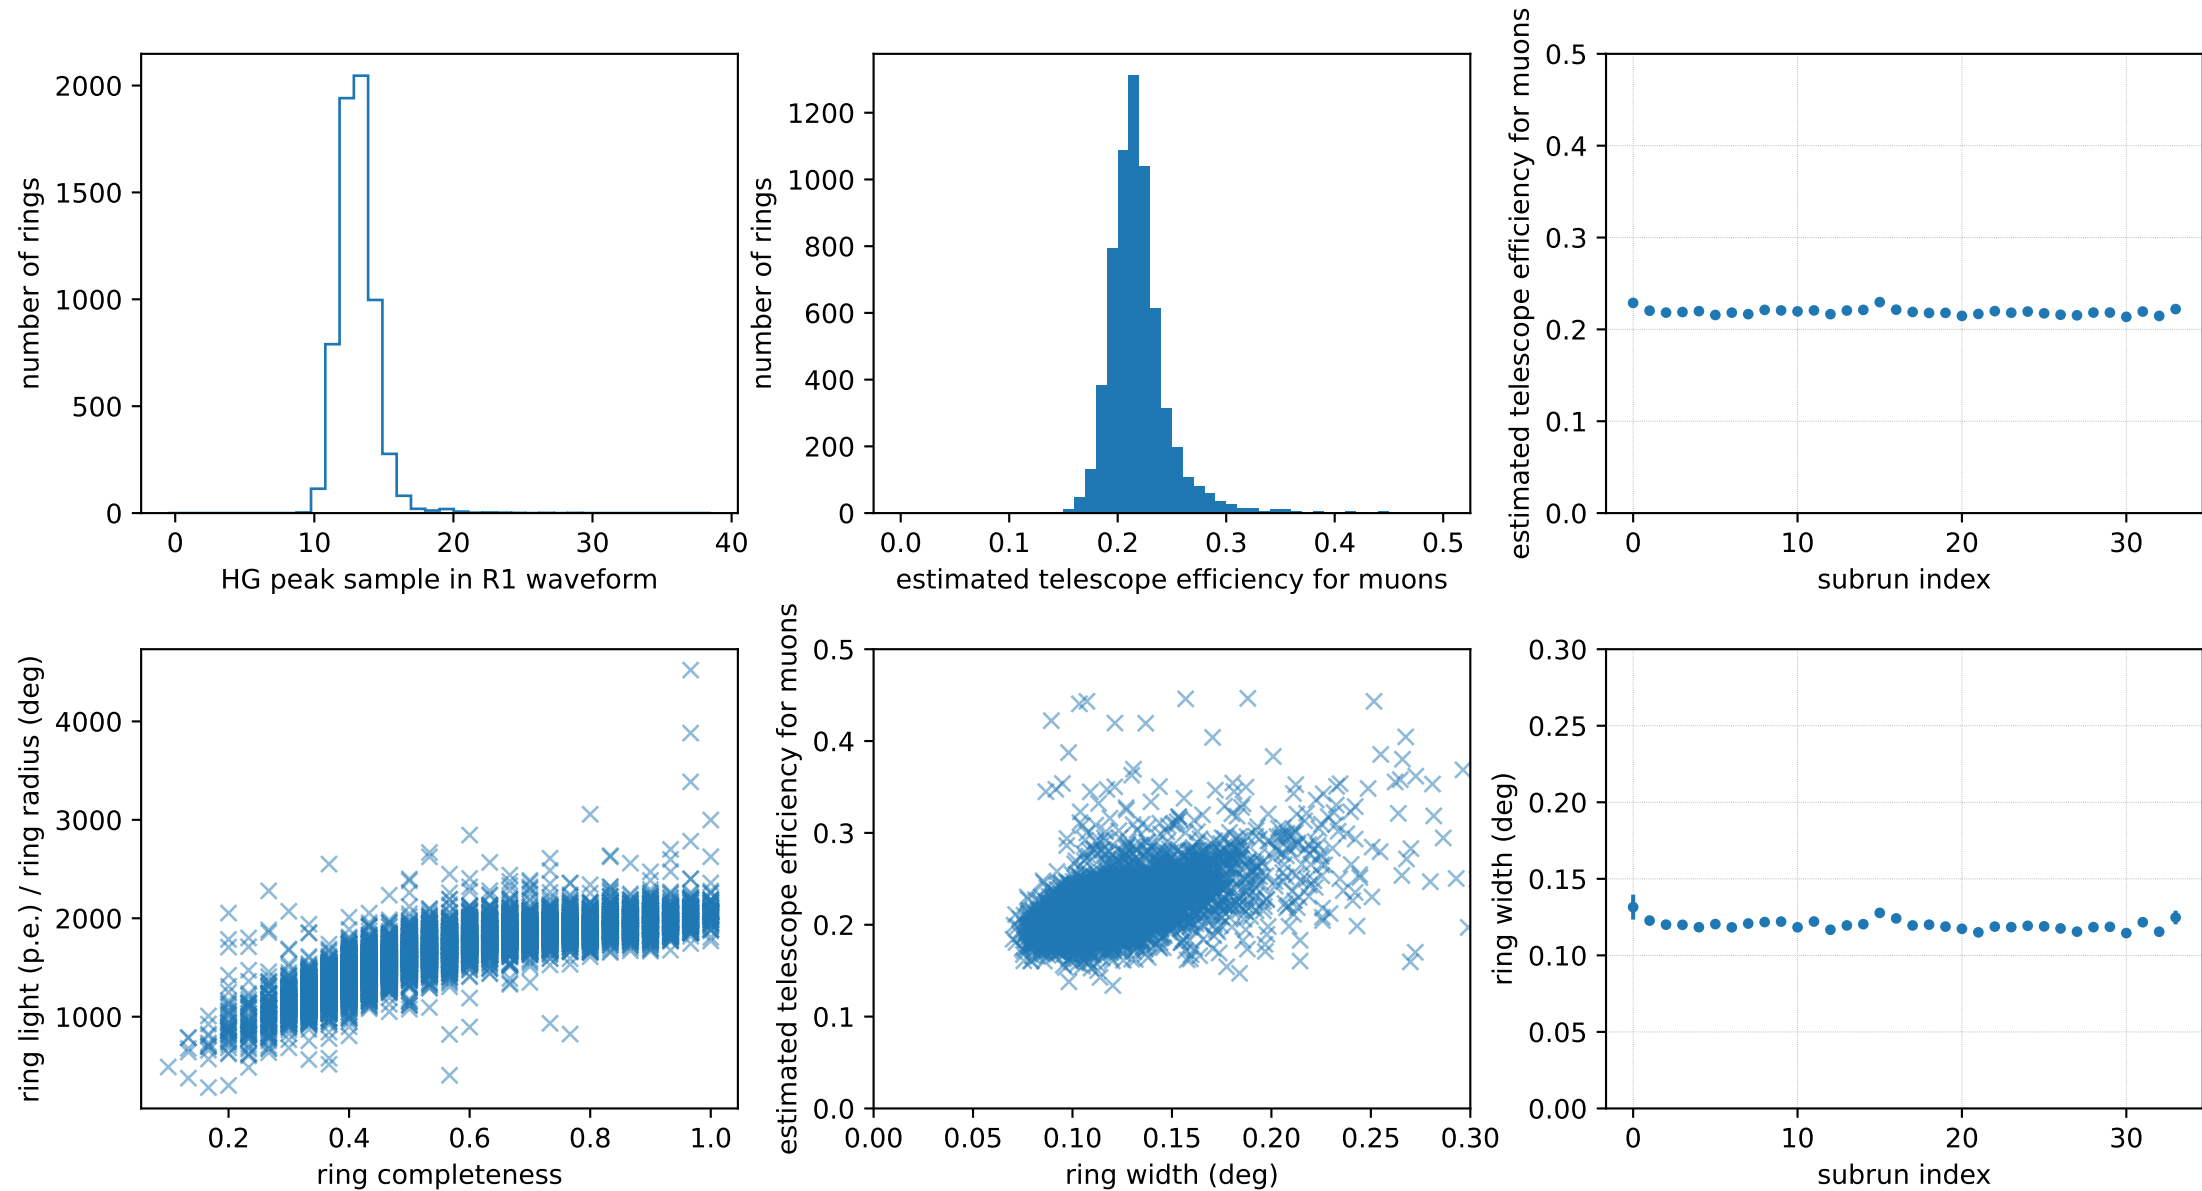 number of rings
2000
1500
1000
500
0
0 10 20 30 40
HG peak sample in R1 waveform
number of rings
1200
1000
800
600
400
200
0
0.0 0.1 0.2 0.3 0.4 0.5
estimated telescope efficiency for muons
estimated telescope efficiency for muons
0.5
0.4
0.3
0.2
0.1
0.0
0 10 20 30
subrun index
ring light (p.e.) / ring radius (deg)
4000
3000
2000
1000
0.2 0.4 0.6 0.8 1.0
ring completeness
estimated telescope efficiency for muons
0.5
0.4
0.3
0.2
0.1
0.0
0.00 0.05 0.10 0.15 0.20 0.25 0.30
ring width (deg)
ring width (deg)
0.30
0.25
0.20
0.15
0.10
0.05
0.00
0 10 20 30
subrun index